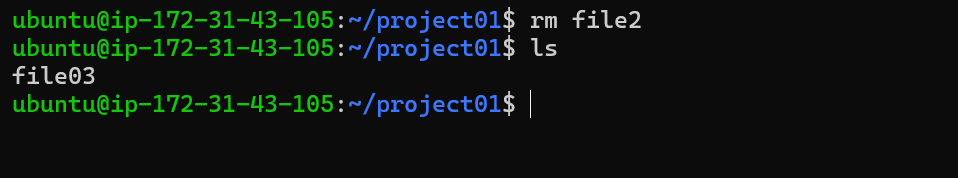 ubuntu@ip-172-31-43-105:~/project01$ rm file2
ubuntu@ip-172-31-43-105:~/project01$ ls
file03
ubuntu@ip-172-31-43-105:~/project01$